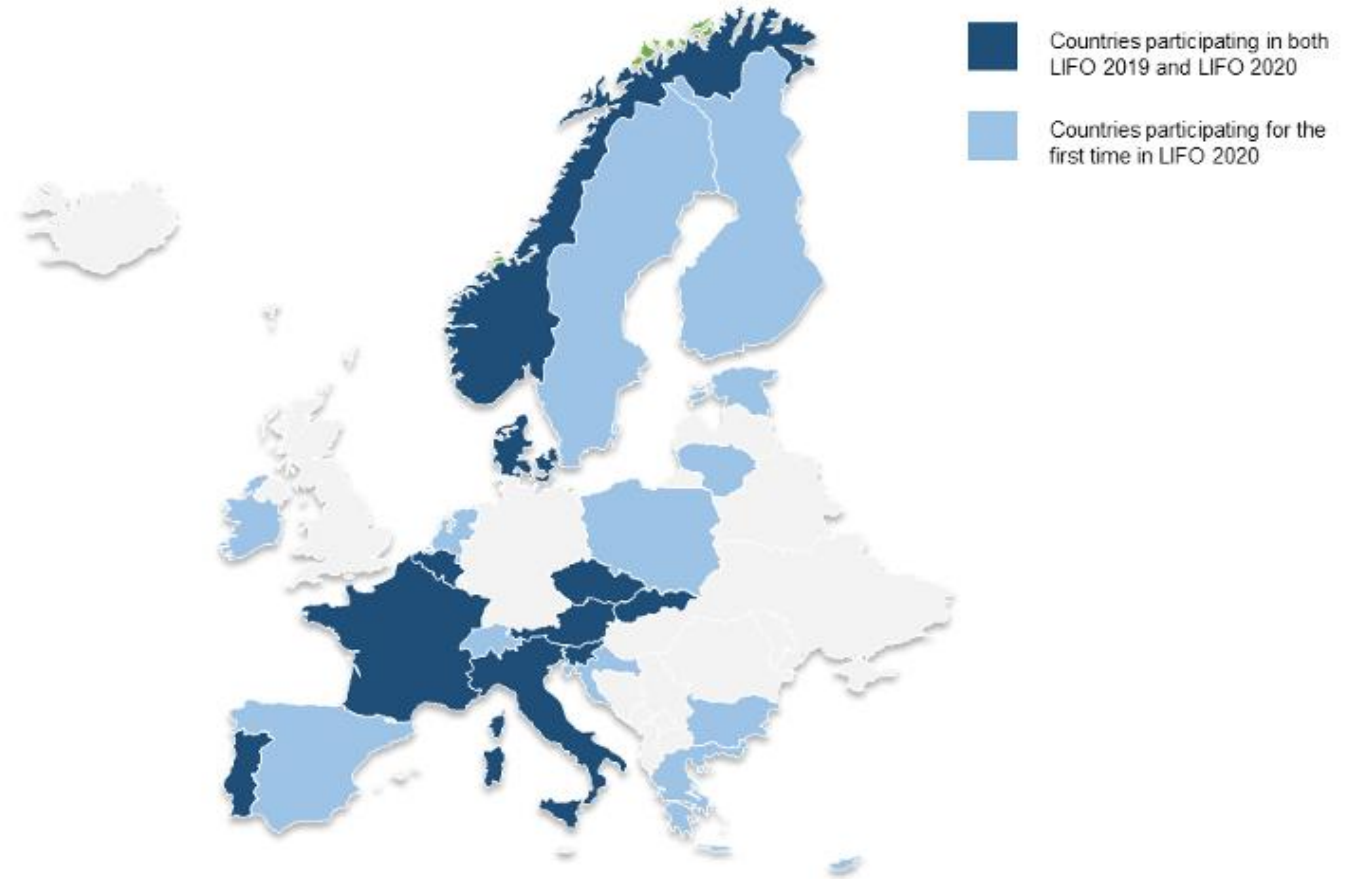 Countries participating in both
LIFO 2019 and LIFO 2020
Countries participating for the
first time in LIFO 2020